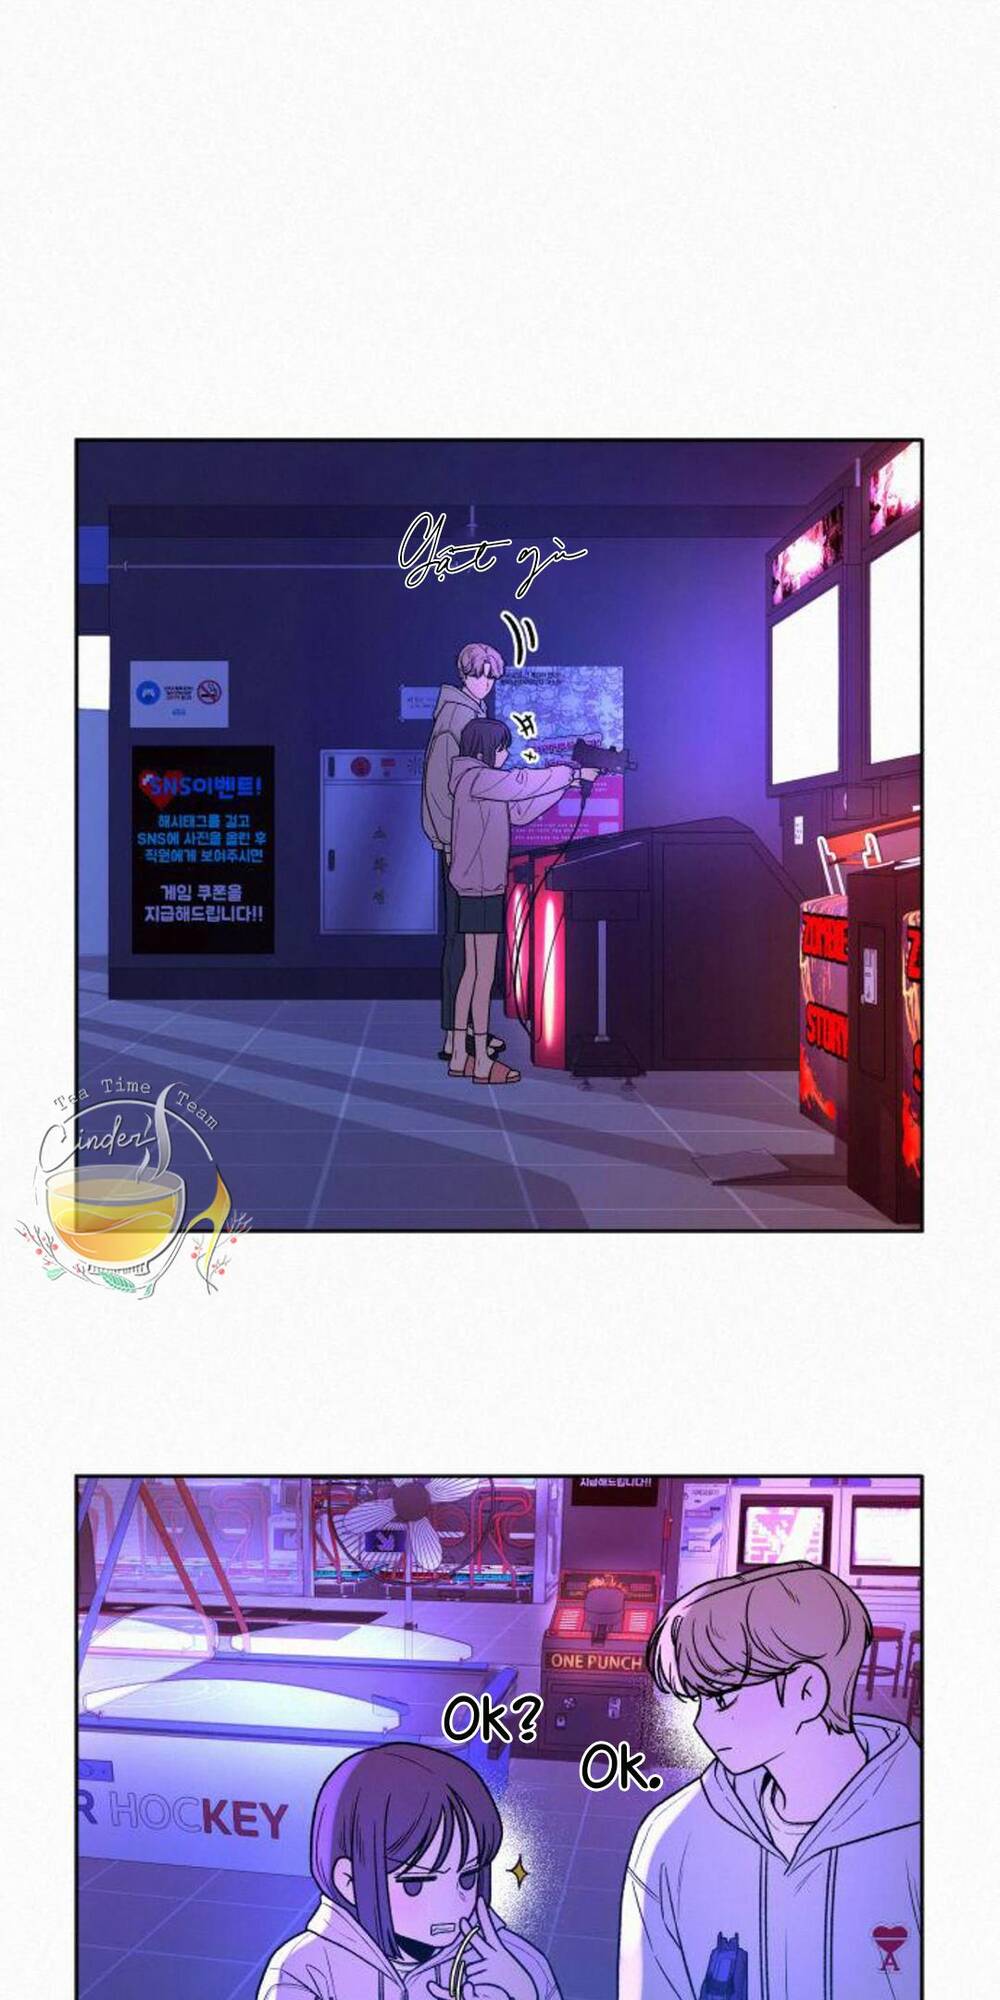 Gật gù
SNS이벤트!
해시태그를 걸고
SNS에 사진을 올린 후
직원에게 보여주시면
게임 쿠폰을
지급해드립니다!!
소
화
전
ZOMBIE
STORY
Tea Time Team
Cinder
지급해드립니다!!
ONE PUNCH
Ok?
Ok.
R HOCKEY
A